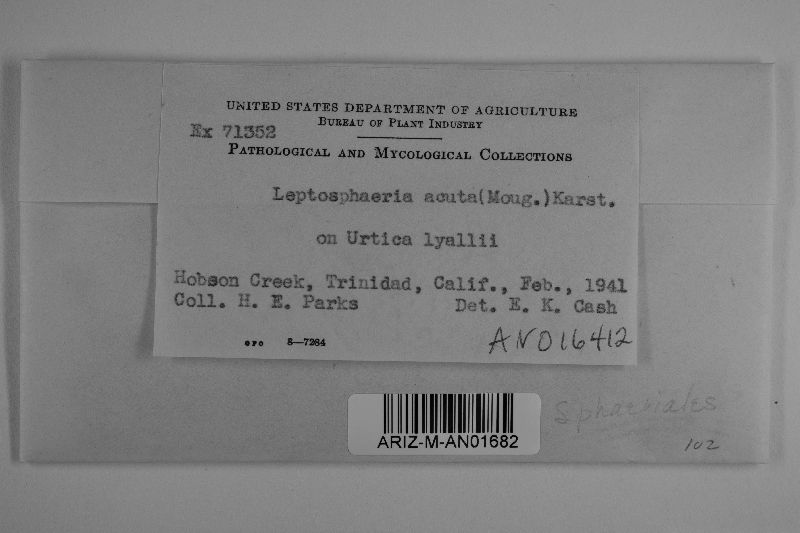 UNITED STATES DEPARTMENT OF AGRICULTURE
BUREAU OF PLANT INDUSTRY
Ex 71352
PATHOLOGICAL AND MYCOLOGICAL COLLECTIONS
Leptosphaeria acuta(Moug.)Karst.
on Urtica lyallii
Hobson Creek, Trinidad, Calif., Feb., 1941
Coll. H. E. Parks Det. E. K. Cash
GPO 8—7264
AN016412
Sphaeriales
ARIZ-M-AN01682
102